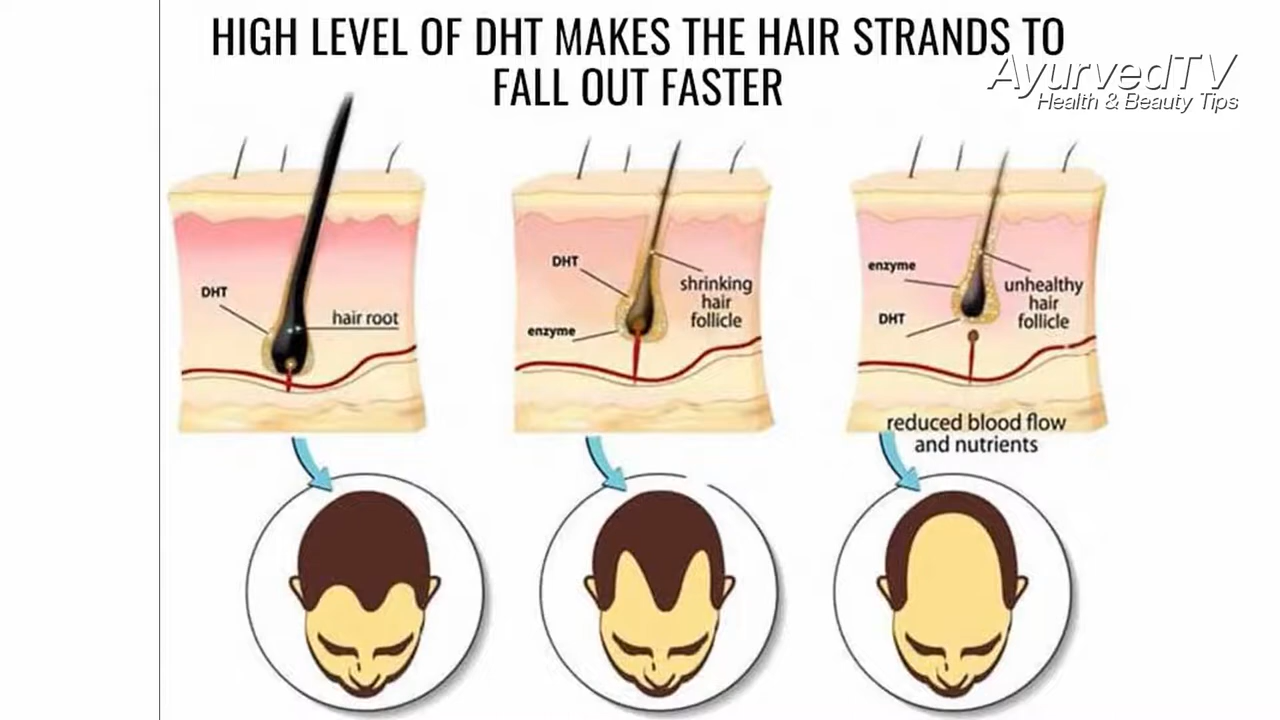 HIGH LEVEL OF DHT MAKES THE HAIR STRANDS TO
FALL OUT FASTER
AyurvedTV
Health & Beauty Tips
DHT
hair root
DHT
shrinking
hair
follicle
enzyme
enzyme
unhealthy
hair
follicle
DHT
reduced blood flow
and nutrients